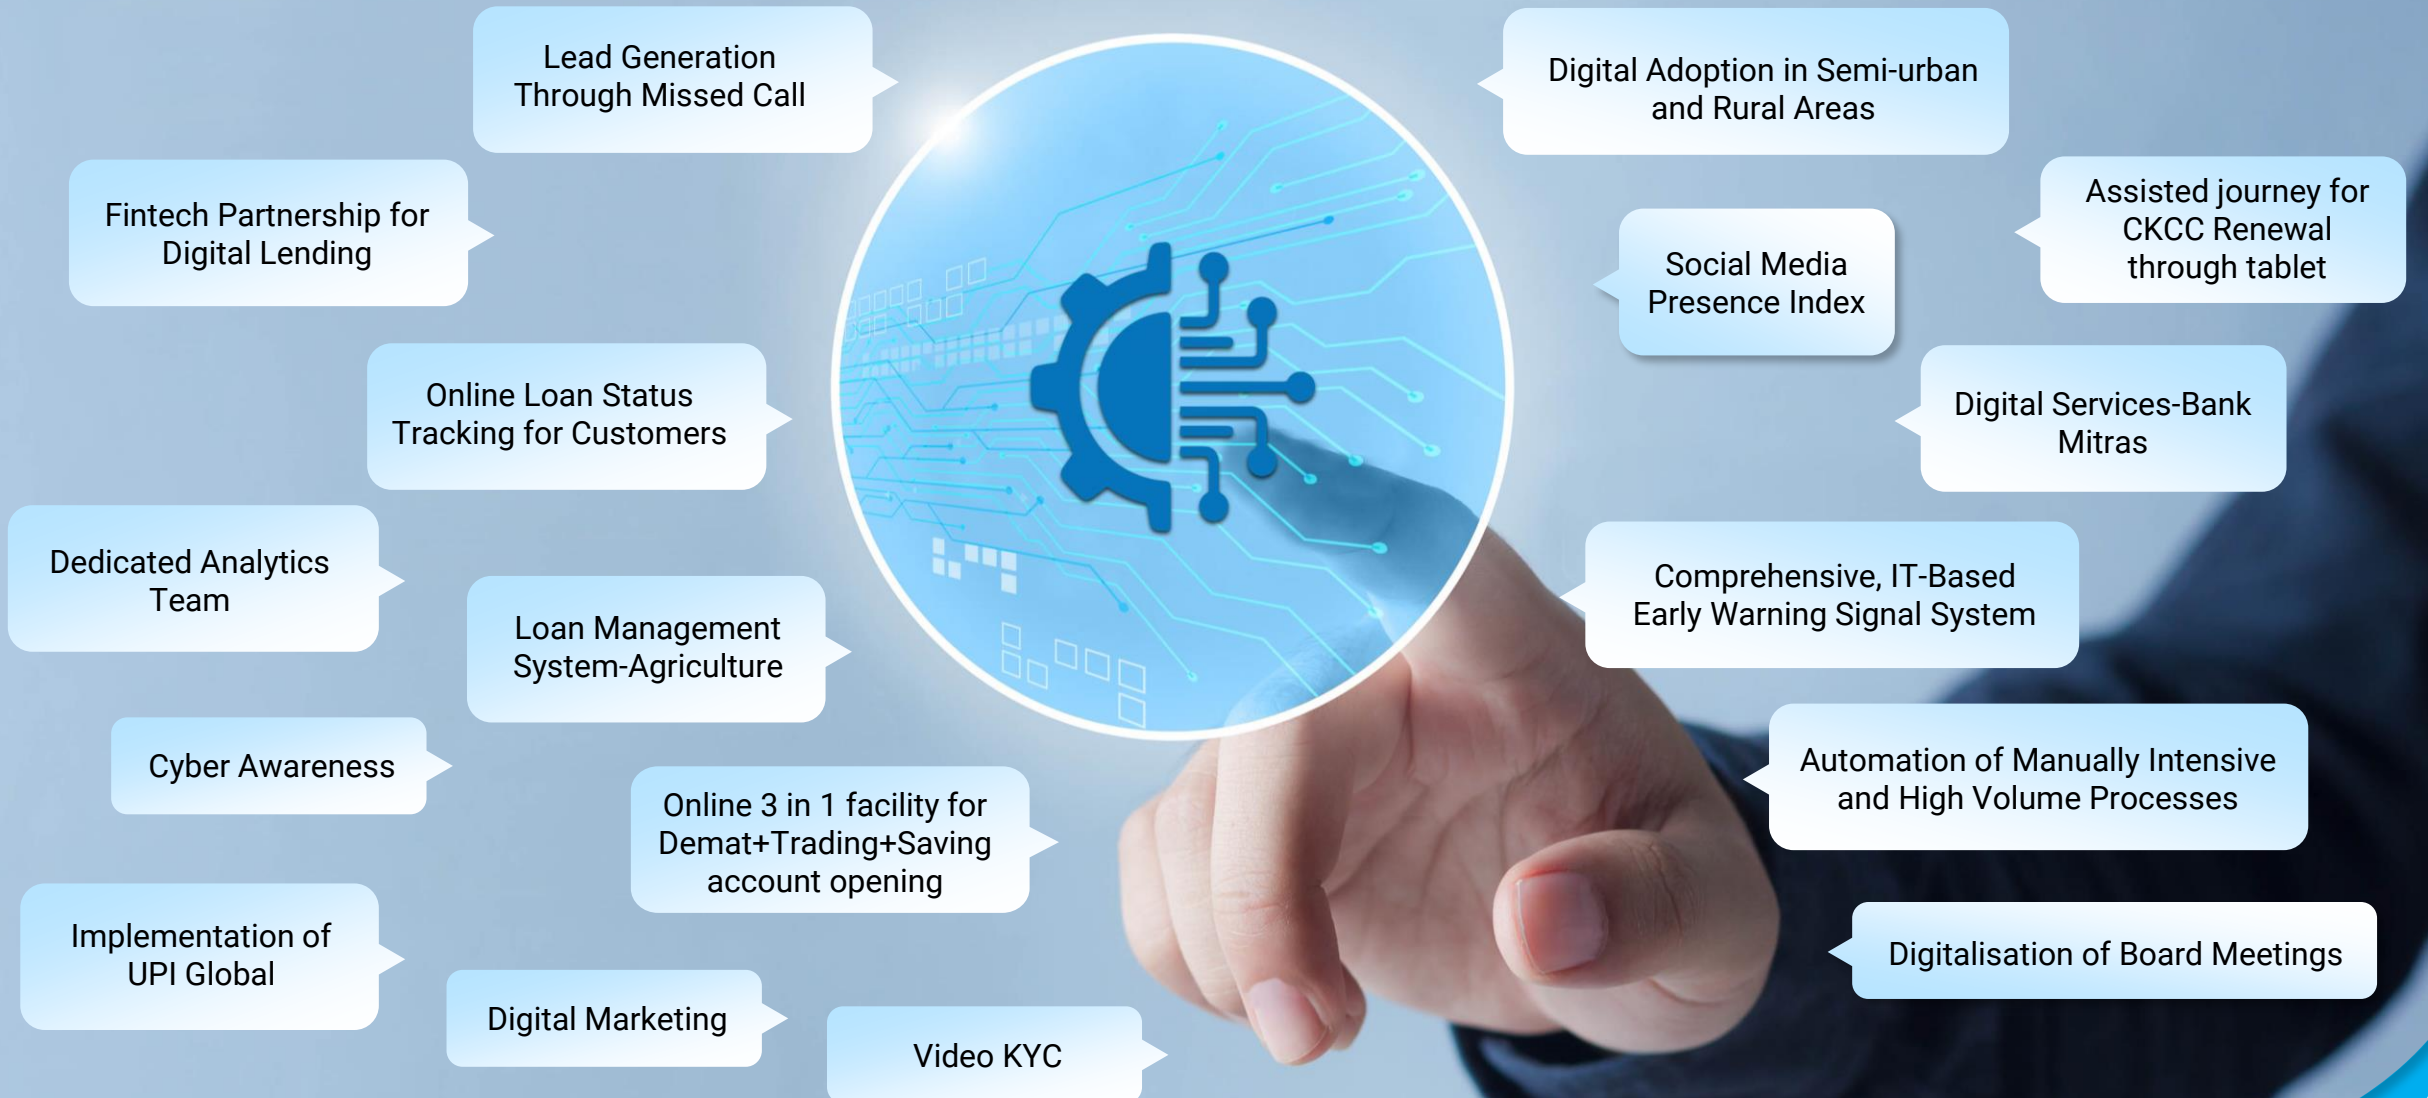 Lead Generation
Through Missed Call
Fintech Partnership for
Digital Lending
Online Loan Status
Tracking for Customers
Dedicated Analytics
Team
Loan Management
System-Agriculture
Cyber Awareness
Online 3 in 1 facility for
Demat+Trading+Saving
account opening
Implementation of
UPI Global
Digital Marketing
Video KYC
Digital Adoption in Semi-urban
and Rural Areas
Assisted journey for
CKCC Renewal
through tablet
Social Media
Presence Index
Digital Services-Bank
Mitras
Comprehensive, IT-Based
Early Warning Signal System
Automation of Manually Intensive
and High Volume Processes
Digitalisation of Board Meetings